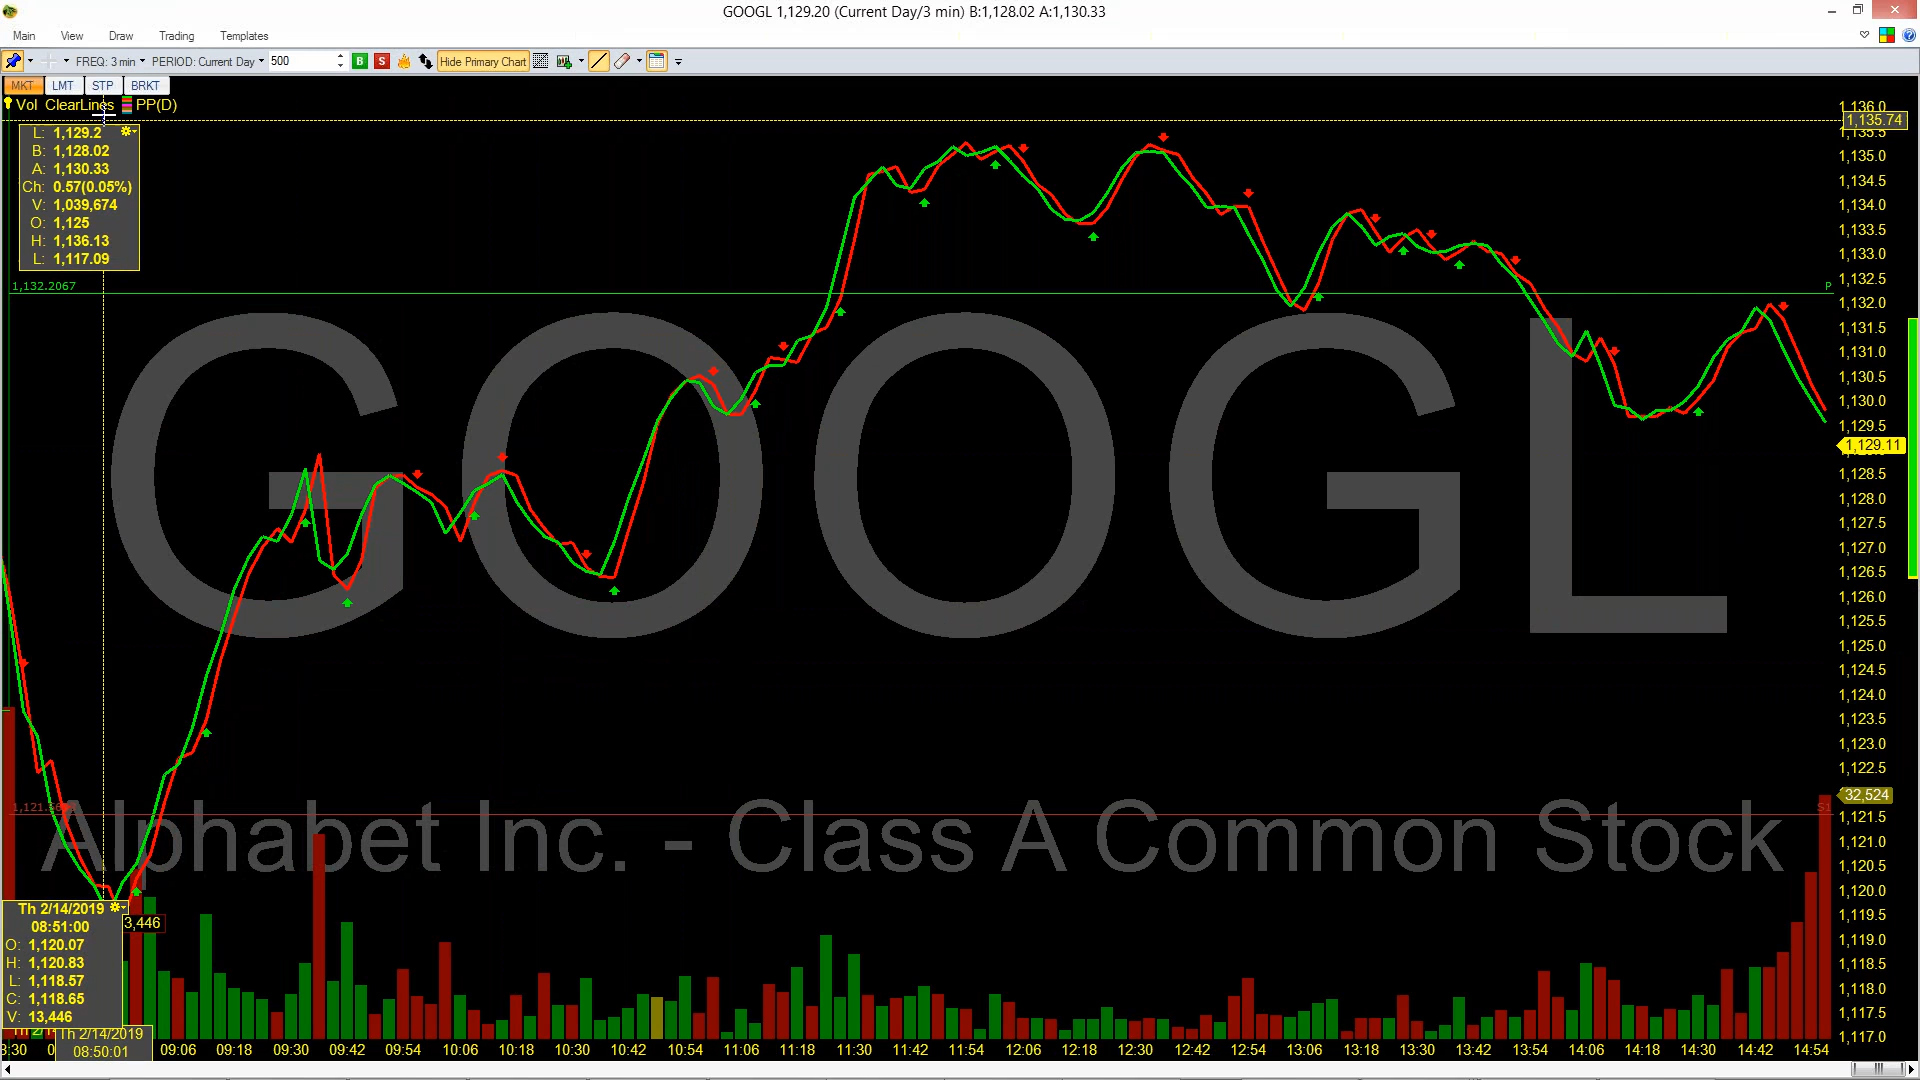 GOOGL 1,129.20 (Current Day/3 min) B:1,128.02 A:1,130.33
Main View Draw Trading Templates
FREQ: 3 min PERIOD: Current Day 500 B S Hide Primary Chart
MKT LMT STP BRKT
Vol ClearLines PP(D)
L: 1,129.2
B: 1,128.02
A: 1,130.33
Ch: 0.57(0.05%)
V: 1,039,674
O: 1,125
H: 1,136.13
L: 1,117.09
1,132.2067 P
GOOGL
S1
Alphabet Inc. - Class A Common Stock
Th 2/14/2019
08:51:00
O: 1,120.07
H: 1,120.83
L: 1,118.57
C: 1,118.65
V: 13,446
3,446
Th 2/14/2019
08:50:01
1,136.0
1,135.74
1,135.5
1,135.0
1,134.5
1,134.0
1,133.5
1,133.0
1,132.5
1,132.0
1,131.5
1,131.0
1,130.5
1,130.0
1,129.5
1,129.11
1,128.5
1,128.0
1,127.5
1,127.0
1,126.5
1,126.0
1,125.5
1,125.0
1,124.5
1,124.0
1,123.5
1,123.0
1,122.5
32,524
1,121.5
1,121.0
1,120.5
1,120.0
1,119.5
1,119.0
1,118.5
1,118.0
1,117.5
1,117.0
09:06 09:18 09:30 09:42 09:54 10:06 10:18 10:30 10:42 10:54 11:06 11:18 11:30 11:42 11:54 12:06 12:18 12:30 12:42 12:54 13:06 13:18 13:30 13:42 13:54 14:06 14:18 14:30 14:42 14:54